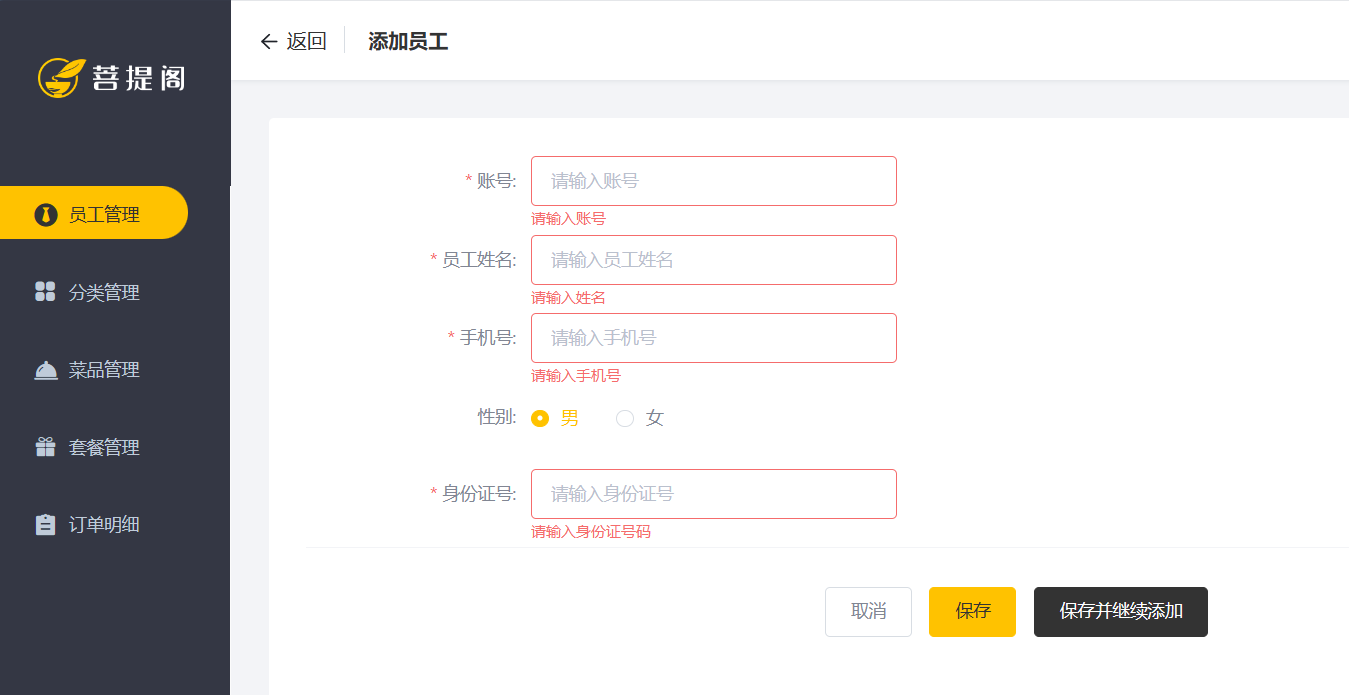 菩提阁
员工管理
分类管理
菜品管理
套餐管理
订单明细
返回 添加员工
* 账号: 请输入账号
请输入账号
* 员工姓名: 请输入员工姓名
请输入姓名
* 手机号: 请输入手机号
请输入手机号
性别: 男 女
* 身份证号: 请输入身份证号
请输入身份证号码
取消 保存 保存并继续添加